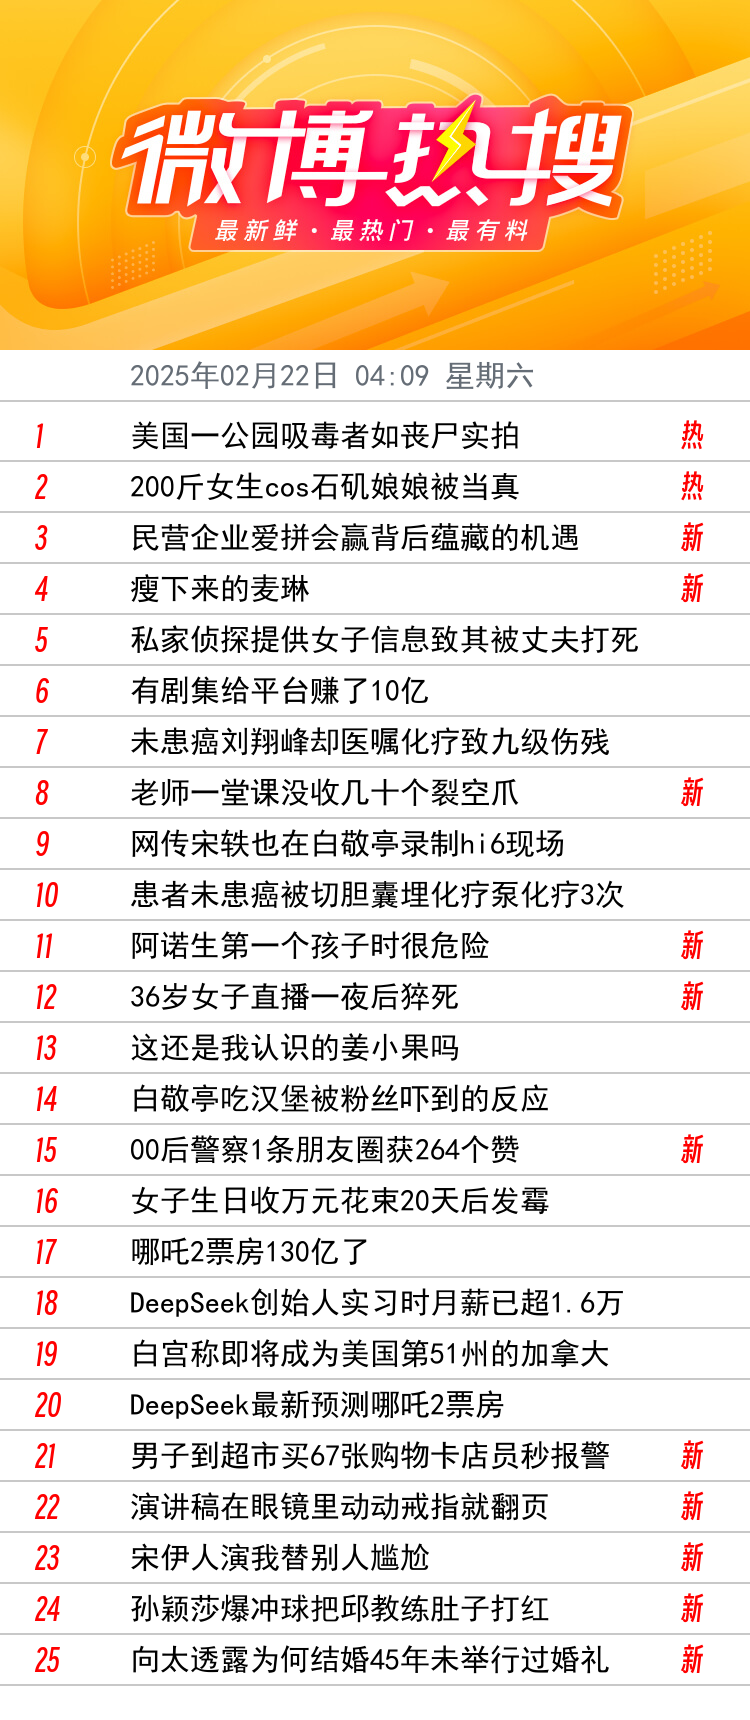 微博热搜
最新鲜·最热门·最有料
2025年02月22日 04:09 星期六
1 美国一公园吸毒者如丧尸实拍 热
2 200斤女生cos石矶娘娘被当真 热
3 民营企业爱拼会赢背后蕴藏的机遇 新
4 瘦下来的麦琳 新
5 私家侦探提供女子信息致其被丈夫打死
6 有剧集给平台赚了10亿
7 未患癌刘翔峰却医嘱化疗致九级伤残
8 老师一堂课没收几十个裂空爪 新
9 网传宋轶也在白敬亭录制hi6现场
10 患者未患癌被切胆囊埋化疗泵化疗3次
11 阿诺生第一个孩子时很危险 新
12 36岁女子直播一夜后猝死 新
13 这还是我认识的姜小果吗
14 白敬亭吃汉堡被粉丝吓到的反应
15 00后警察1条朋友圈获264个赞 新
16 女子生日收万元花束20天后发霉
17 哪吒2票房130亿了
18 DeepSeek创始人实习时月薪已超1.6万
19 白宫称即将成为美国第51州的加拿大
20 DeepSeek最新预测哪吒2票房
21 男子到超市买67张购物卡店员秒报警 新
22 演讲稿在眼镜里动动戒指就翻页 新
23 宋伊人演我替别人尴尬 新
24 孙颖莎爆冲球把邱教练肚子打红 新
25 向太透露为何结婚45年未举行过婚礼 新